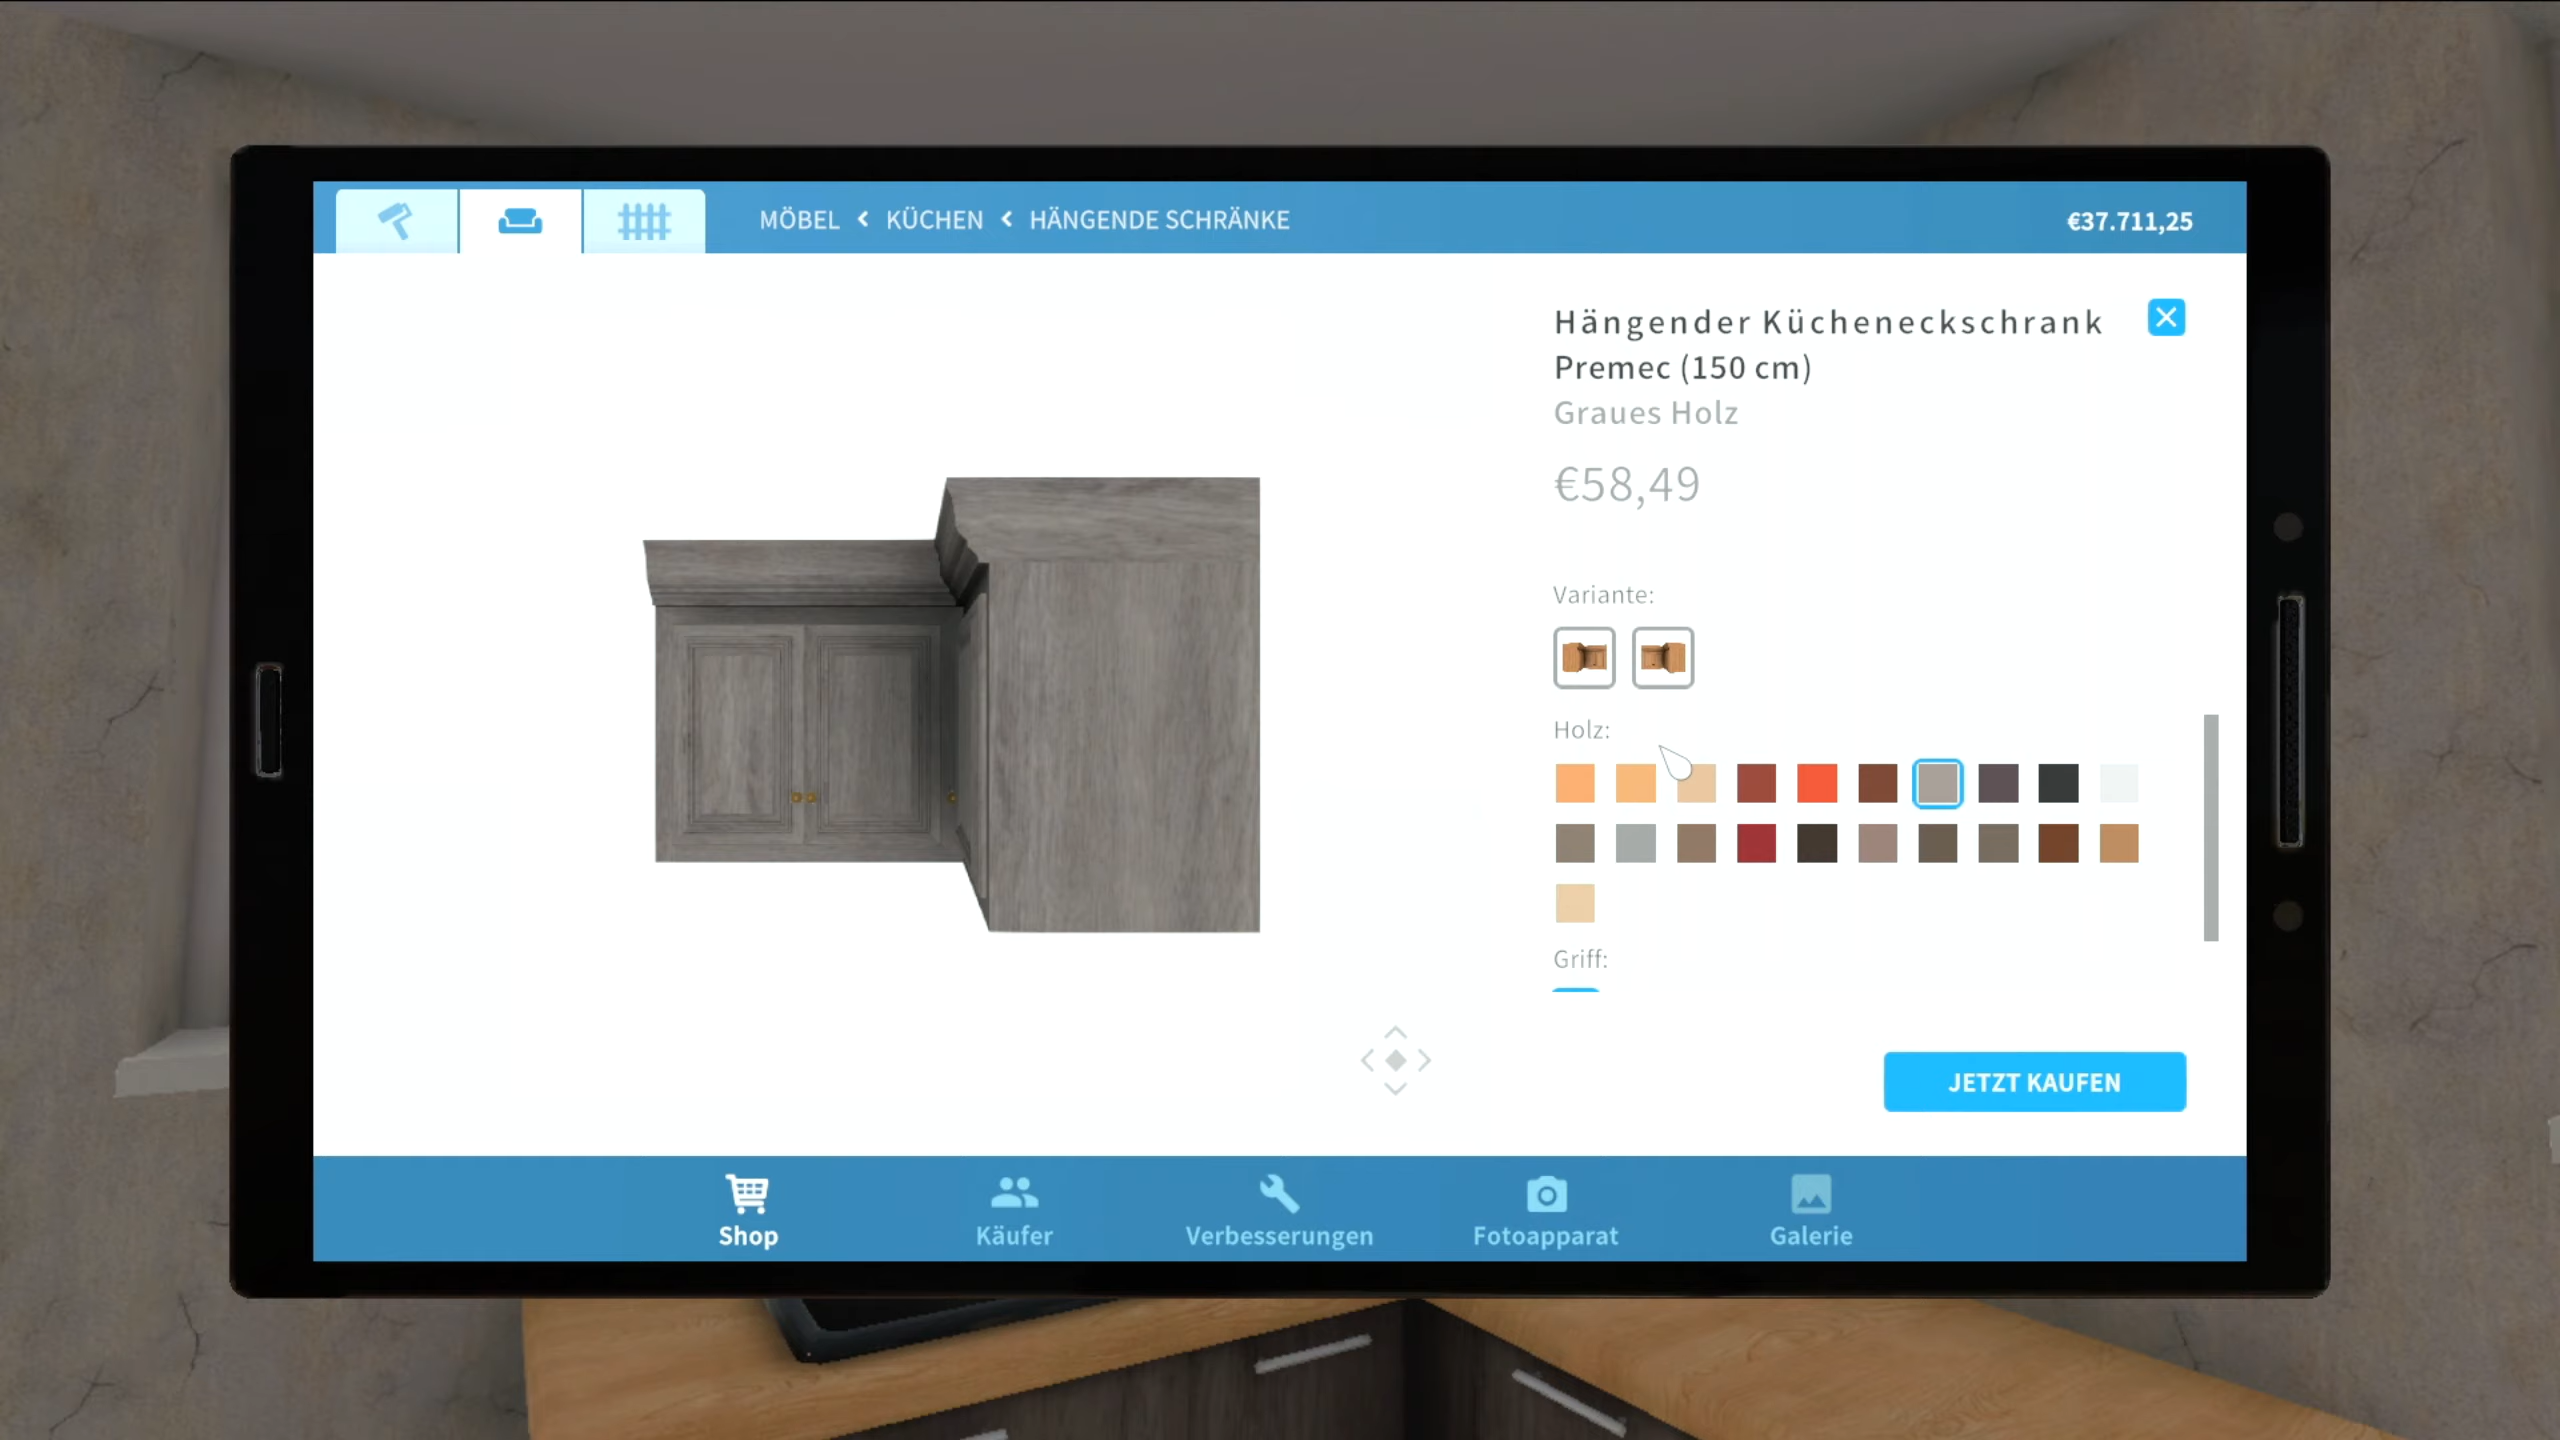 MÖBEL < KÜCHEN < HÄNGENDE SCHRÄNKE
€37.711,25
Hängender Kücheneckschrank
Premec (150 cm)
Graues Holz
€58,49
Variante:
Holz:
Griff:
JETZT KAUFEN
Shop
Käufer
Verbesserungen
Fotoapparat
Galerie